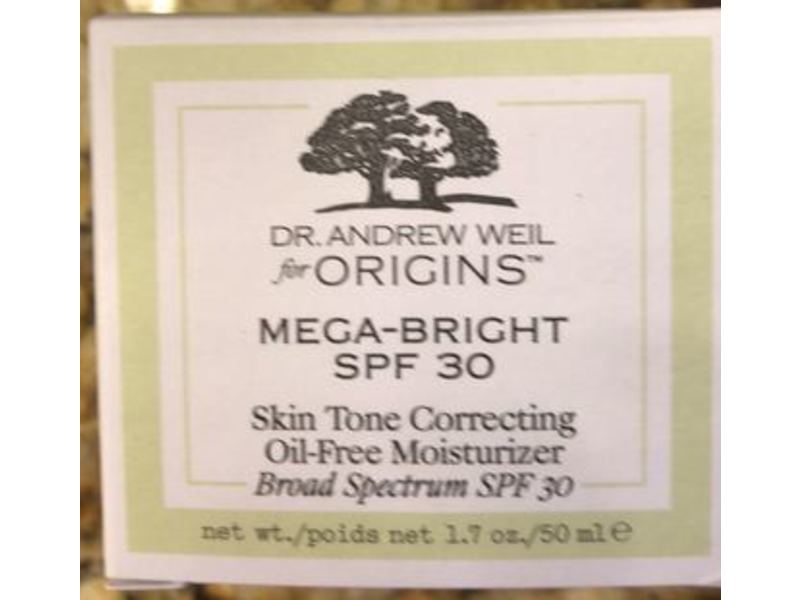 DR. ANDREW WEIL
for ORIGINS™
MEGA-BRIGHT
SPF 30
Skin Tone Correcting
Oil-Free Moisturizer
Broad Spectrum SPF 30
net wt./poids net 1.7 oz./50 ml ℮